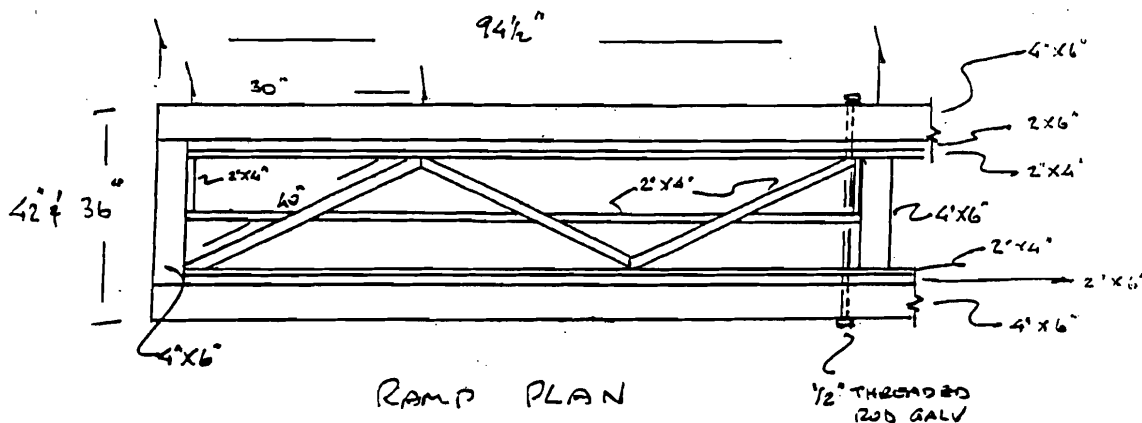 94½"
4"X6"
30"
2X6"
2"X4"
2"X4"
42" & 36"
40"
2"X4"
4"X6"
2"X4"
2"X6"
4"X6"
4"X6"
RAMP PLAN
½" THREADED
ROD GALV